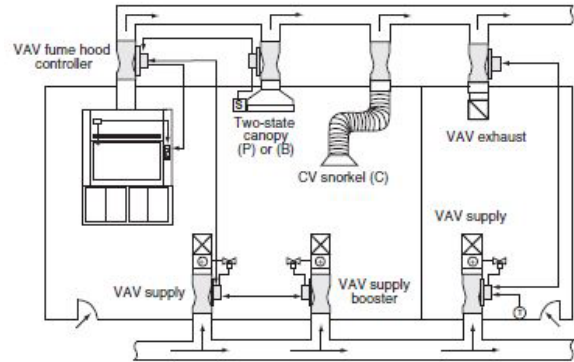 VAV fume hood
controller
S
Two-state
canopy
(P) or (B)
CV snorkel (C)
VAV exhaust
VAV supply
VAV supply
VAV supply
booster
T